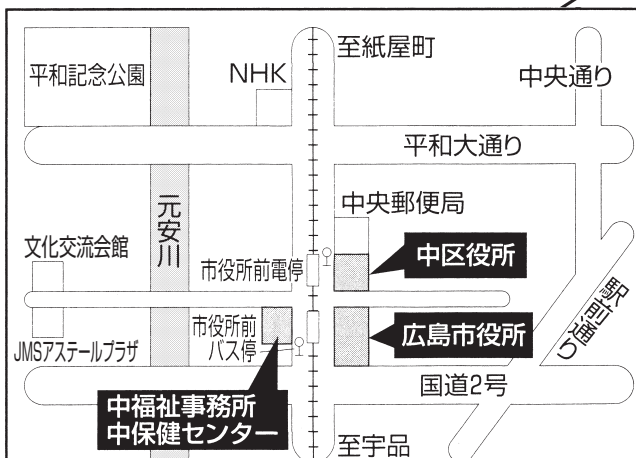 至紙屋町
平和記念公園
NHK
中央通り
平和大通り
元安川
中央郵便局
文化交流会館
市役所前電停
中区役所
駅前通り
市役所前
バス停
広島市役所
JMSアステールプラザ
国道2号
中福祉事務所
中保健センター
至宇品